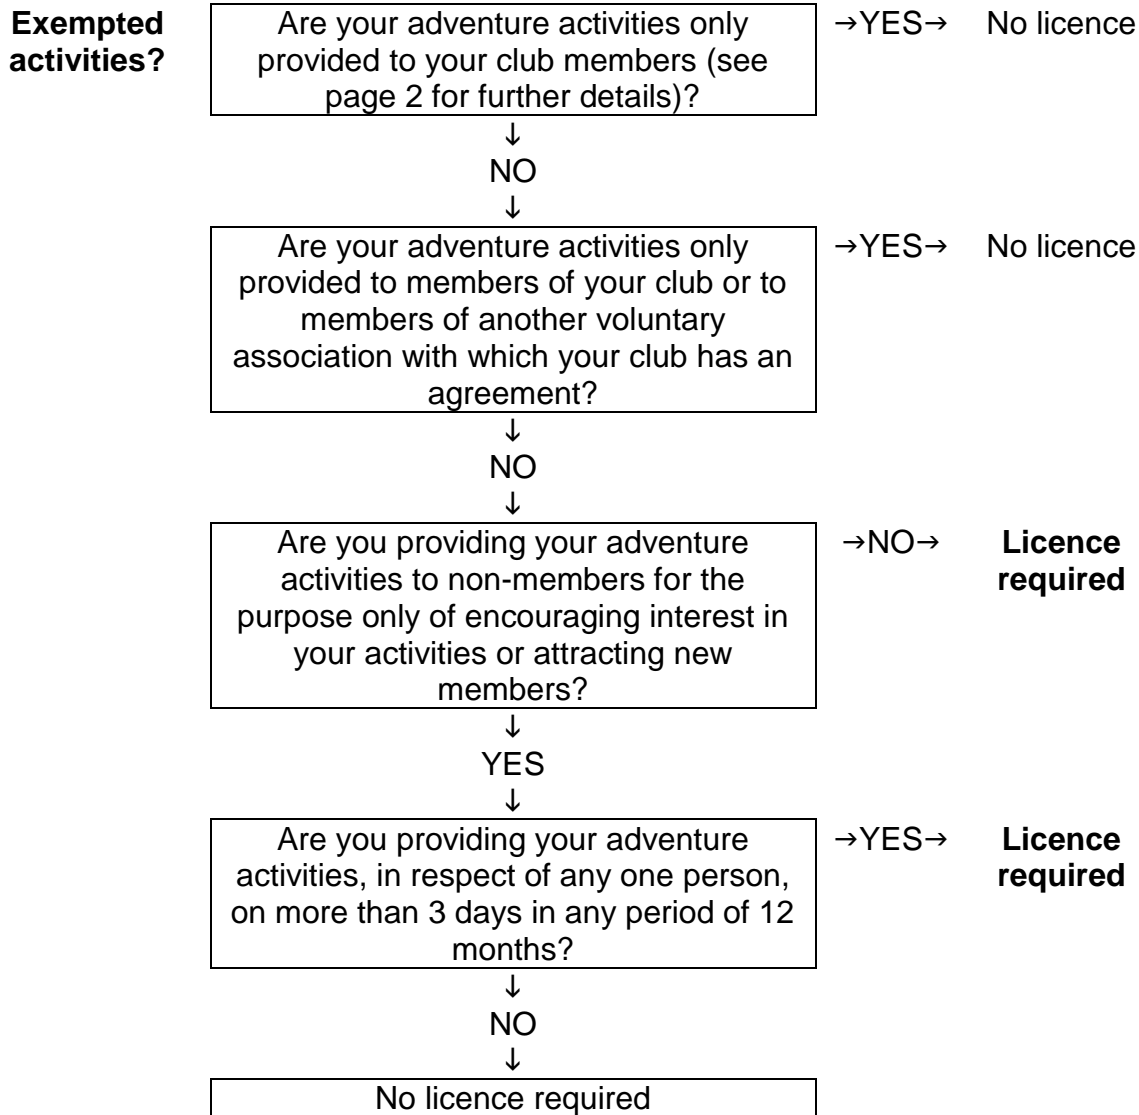 Exempted
activities?
Are your adventure activities only
provided to your club members (see
page 2 for further details)?
→YES→ No licence
↓
NO
↓
Are your adventure activities only
provided to members of your club or to
members of another voluntary
association with which your club has an
agreement?
→YES→ No licence
↓
NO
↓
Are you providing your adventure
activities to non-members for the
purpose only of encouraging interest in
your activities or attracting new
members?
→NO→ Licence
required
↓
YES
↓
Are you providing your adventure
activities, in respect of any one person,
on more than 3 days in any period of 12
months?
→YES→ Licence
required
↓
NO
↓
No licence required